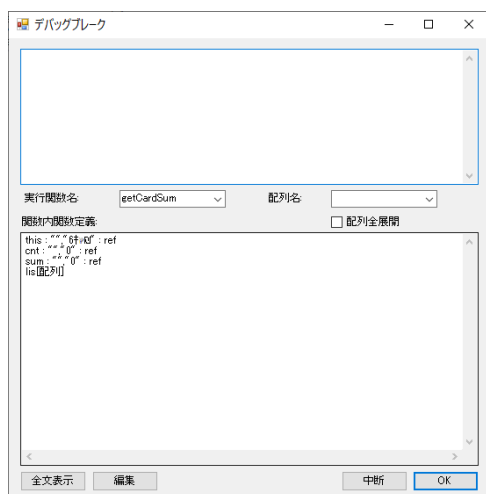 デバッグブレーク
実行関数名:
getCardSum
配列名:
関数内関数定義:
配列全展開
this : "","
" : ref
cnt : "","0" : ref
sum : "","0" : ref
lis[配列]
全文表示
編集
中断
OK